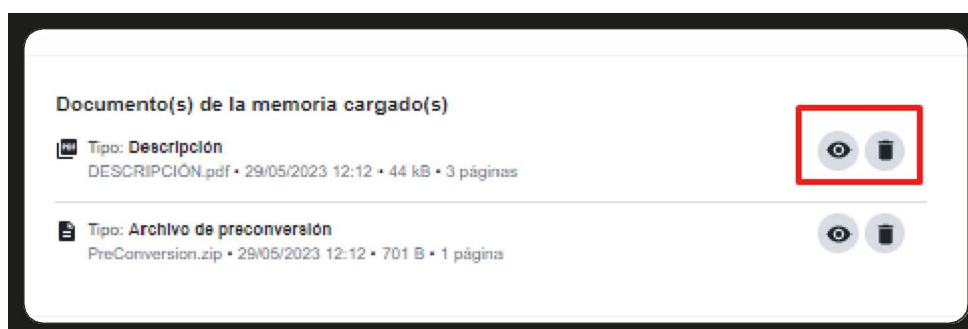 Documento(s) de la memoria cargado(s)
Tipo: Descripción
DESCRIPCIÓN.pdf • 29/05/2023 12:12 • 44 kB • 3 páginas
Tipo: Archivo de preconversión
PreConversion.zip • 29/05/2023 12:12 • 701 B • 1 página